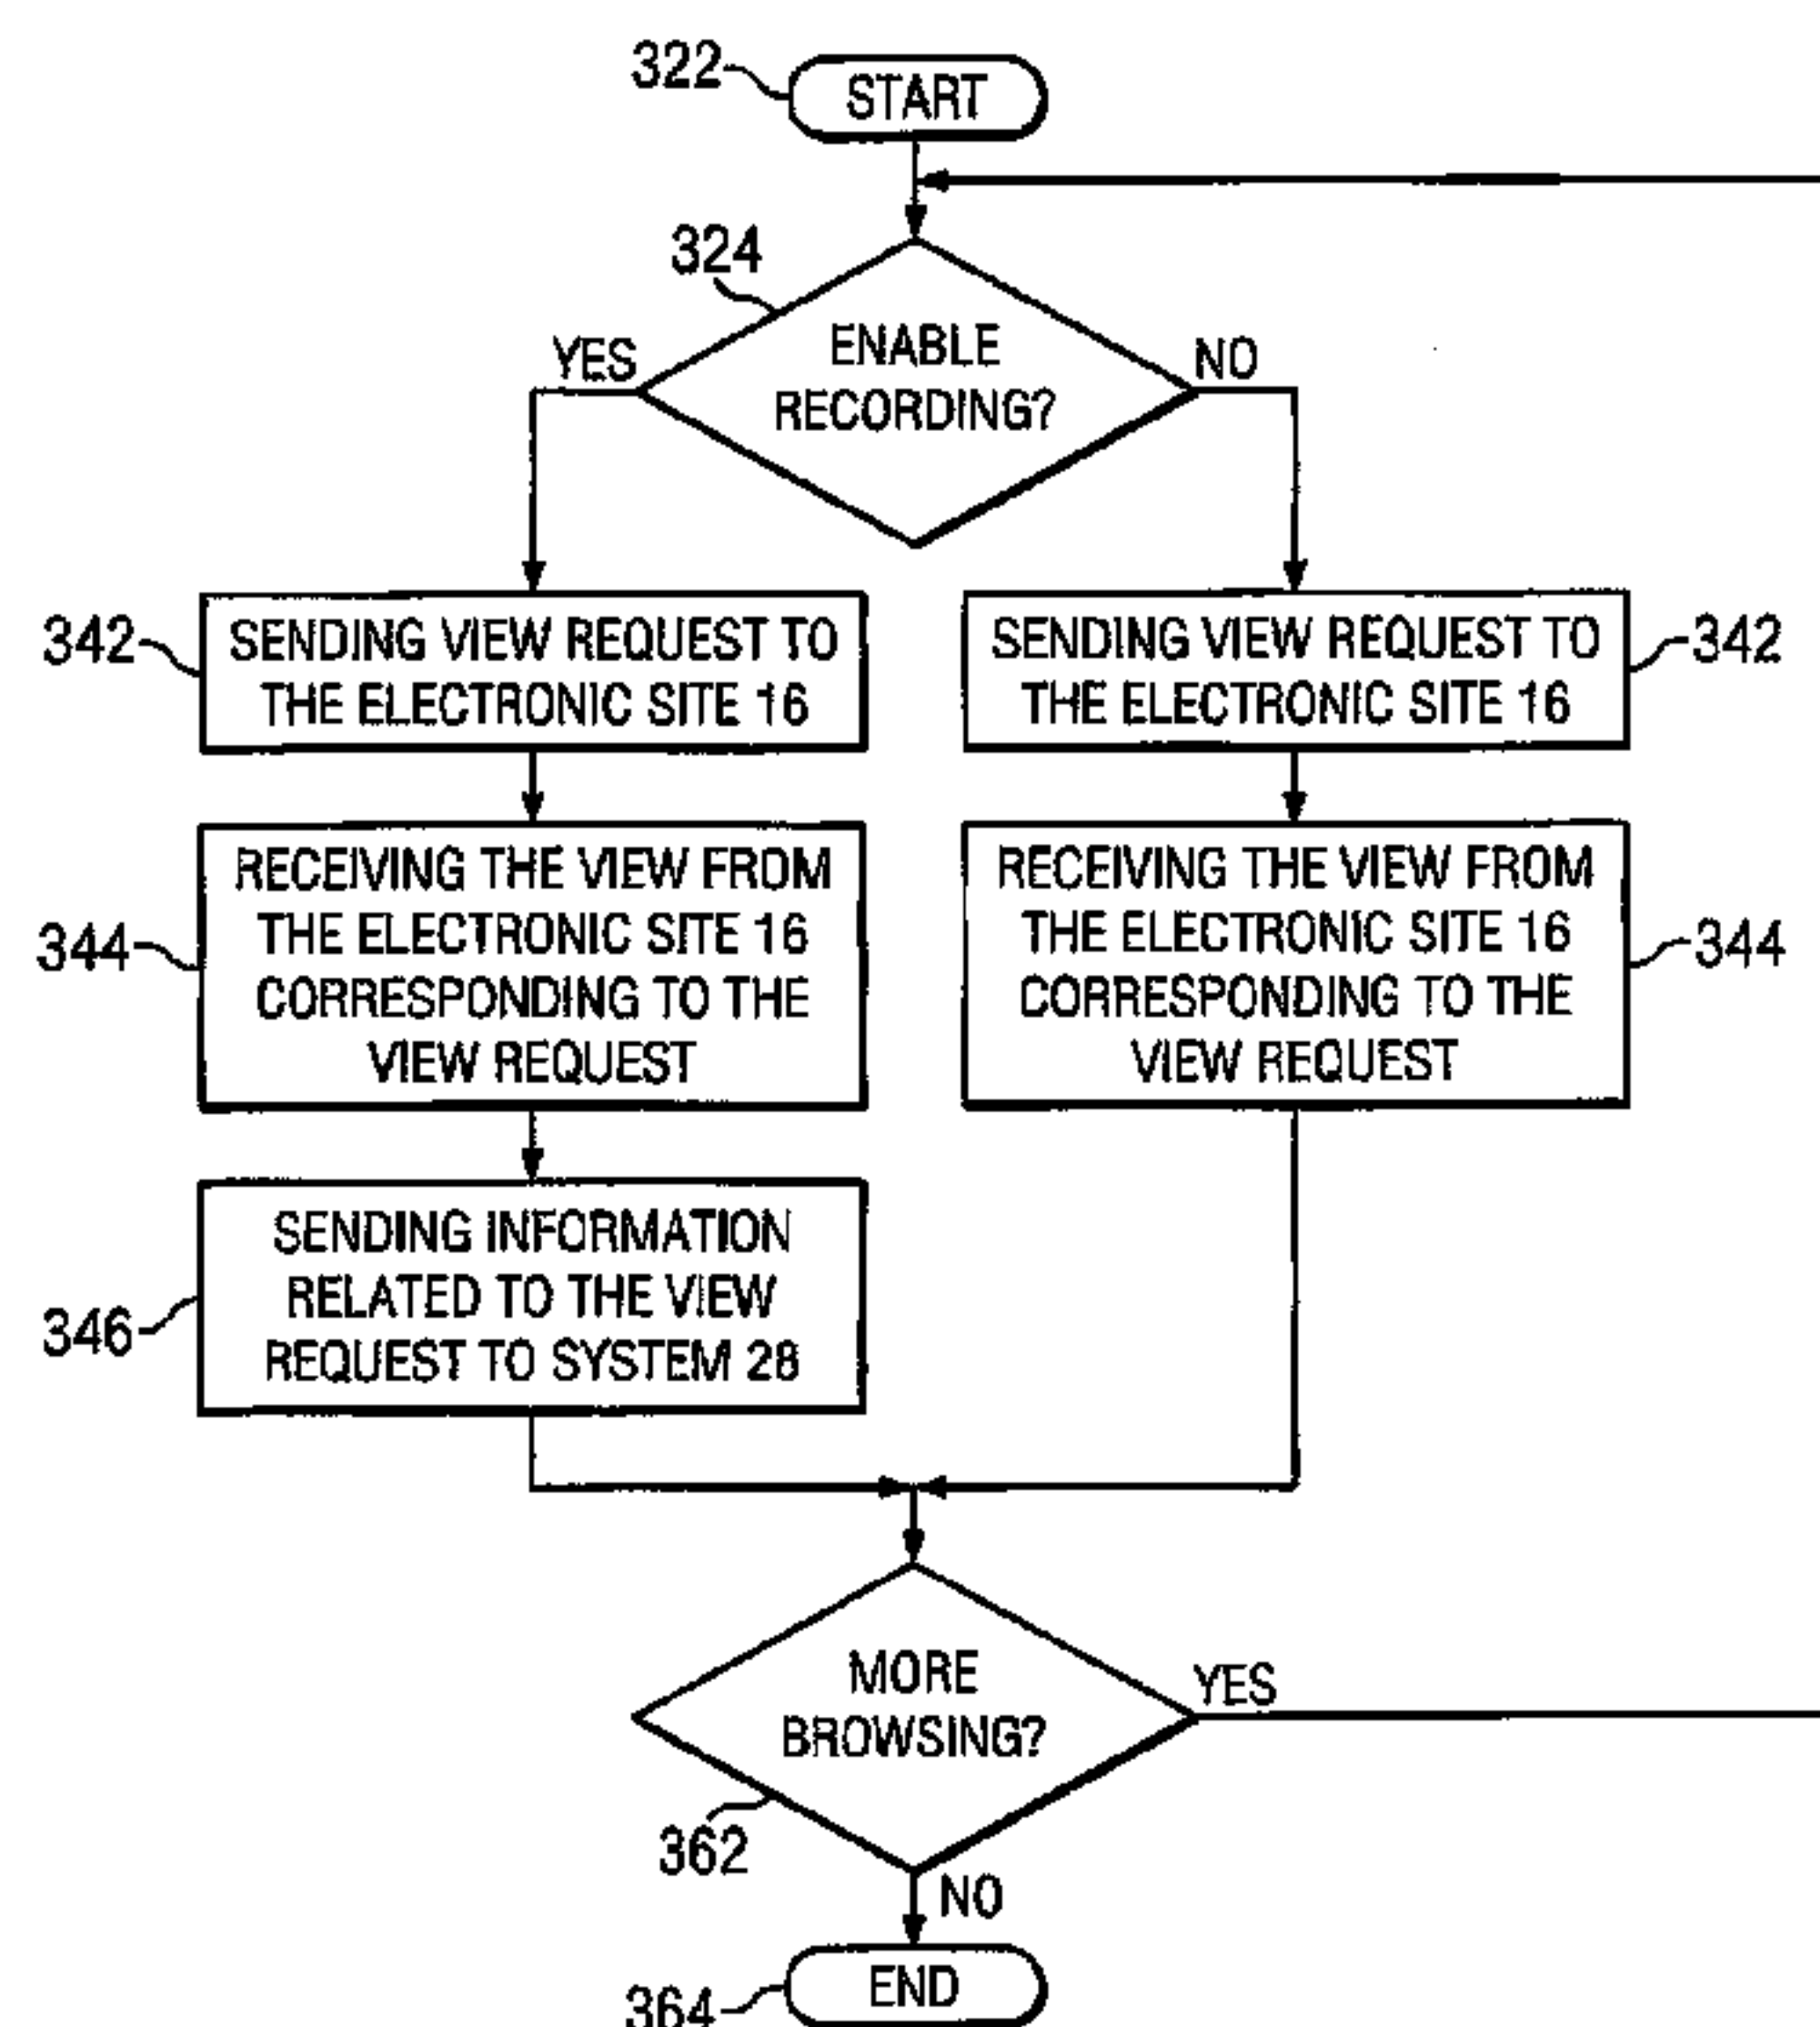 322
START
324
ENABLE
RECORDING?
YES
NO
342
SENDING VIEW REQUEST TO
THE ELECTRONIC SITE 16
SENDING VIEW REQUEST TO
THE ELECTRONIC SITE 16
342
344
RECEIVING THE VIEW FROM
THE ELECTRONIC SITE 16
CORRESPONDING TO THE
VIEW REQUEST
RECEIVING THE VIEW FROM
THE ELECTRONIC SITE 16
CORRESPONDING TO THE
VIEW REQUEST
344
346
SENDING INFORMATION
RELATED TO THE VIEW
REQUEST TO SYSTEM 28
MORE
BROWSING?
YES
362
NO
END
364